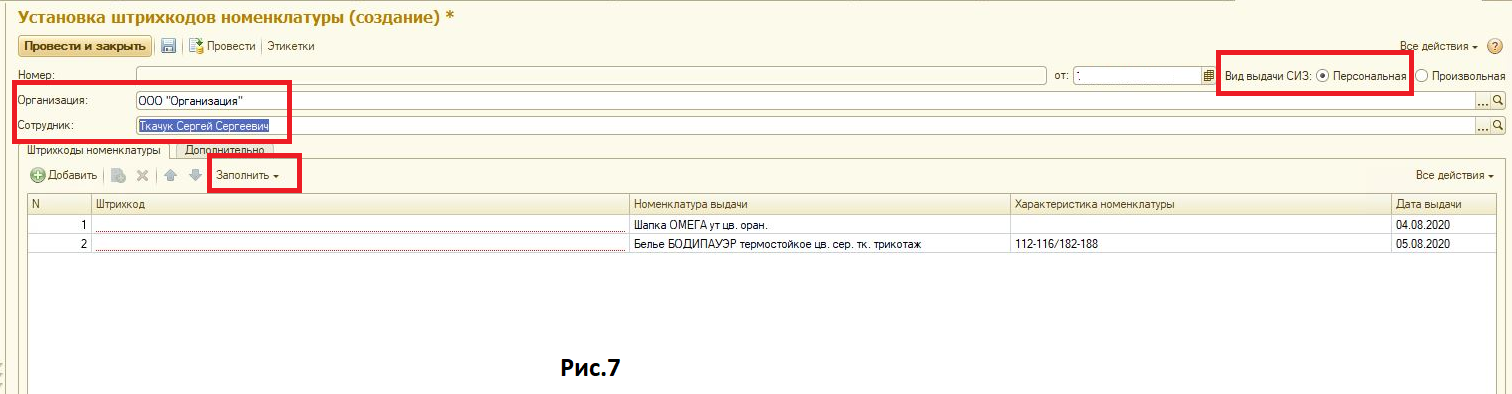 Установка штрихкодов номенклатуры (создание) *
Провести и закрыть Провести Этикетки Все действия ?
Номер: от: Вид выдачи СИЗ: Персональная Произвольная
Организация: ООО "Организация" ...
Сотрудник: Ткачук Сергей Сергеевич ...
Штрихкоды номенклатуры Дополнительно
Добавить Заполнить Все действия
N Штрихкод Номенклатура выдачи Характеристика номенклатуры Дата выдачи
1 Шапка ОМЕГА ут цв. оран. 04.08.2020
2 Белье БОДИПАУЭР термостойкое цв. сер. тк. трикотаж 112-116/182-188 05.08.2020
Рис.7